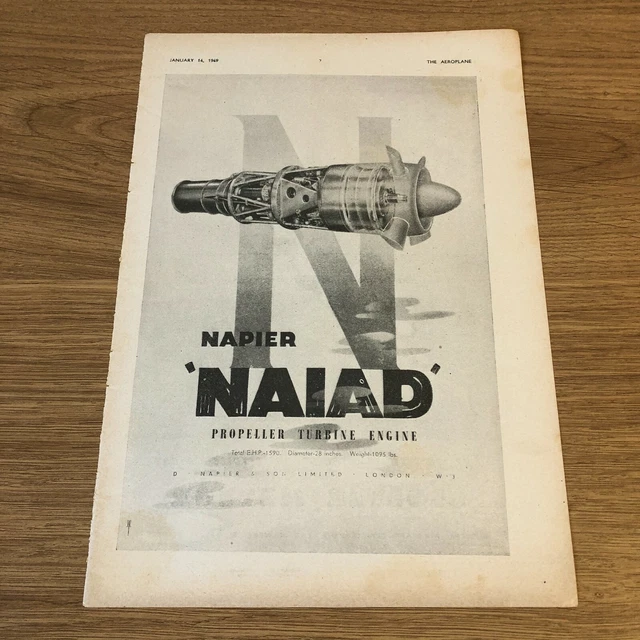 JANUARY 14, 1949
THE AEROPLANE
N
NAPIER
'NAIAD'
PROPELLER TURBINE ENGINE
Total B.H.P.-1590. Diameter-28 inches. Weight-1095 lbs.
D NAPIER & SON LIMITED · LONDON · W·3